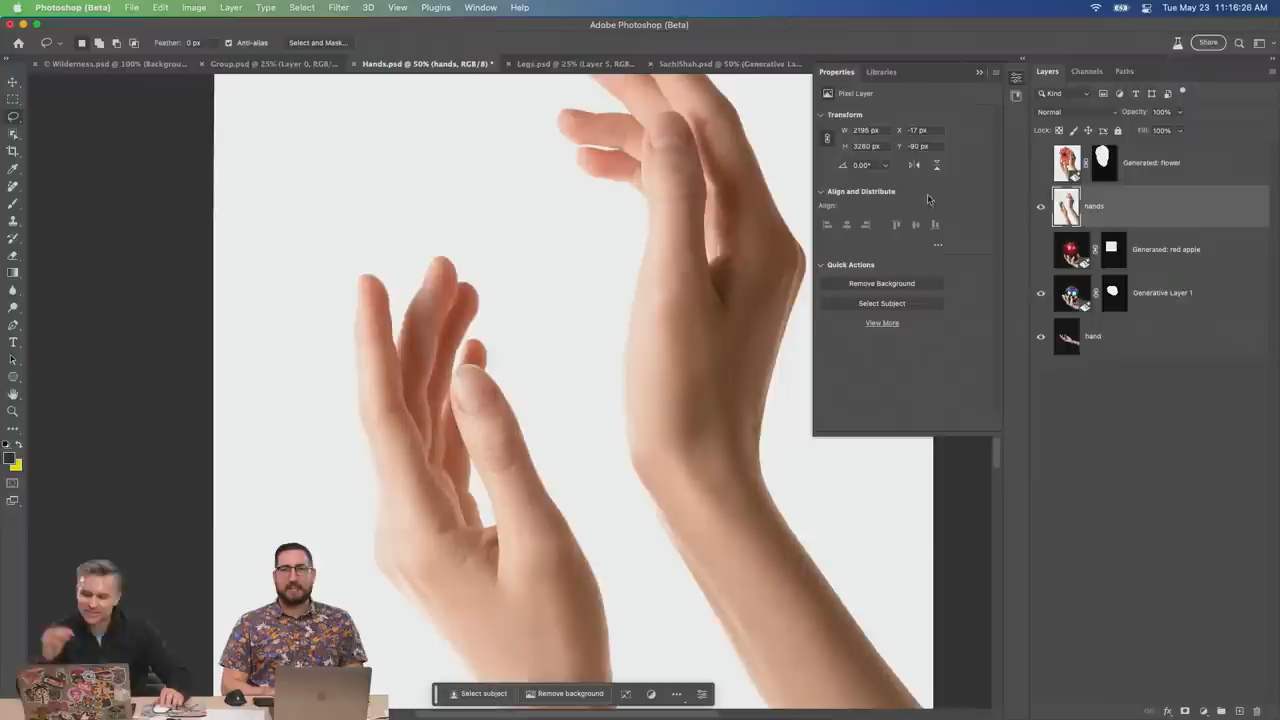 Photoshop (Beta) File Edit Image Layer Type Select Filter 3D View Plugins Window Help Tue May 23 11:16:26 AM
Adobe Photoshop (Beta)
Feather: 0 px Anti-alias Select and Mask... Share
© Wilderness.psd @ 100% (Backgrou... Group.psd @ 25% (Layer 0, RGB/... Hands.psd @ 50% (hands, RGB/8) * Legs.psd @ 25% (Layer 5, RGB... SachiShah.psd @ 50% (Generative La...
Properties Libraries
Pixel Layer
Transform
W 2195 px X -17 px
H 3280 px Y -90 px
0.00°
Align and Distribute
Align:
Quick Actions
Remove Background
Select Subject
View More
Layers Channels Paths
Kind
Normal Opacity: 100%
Lock: Fill: 100%
Generated: flower
hands
Generated: red apple
Generative Layer 1
hand
Select subject Remove background